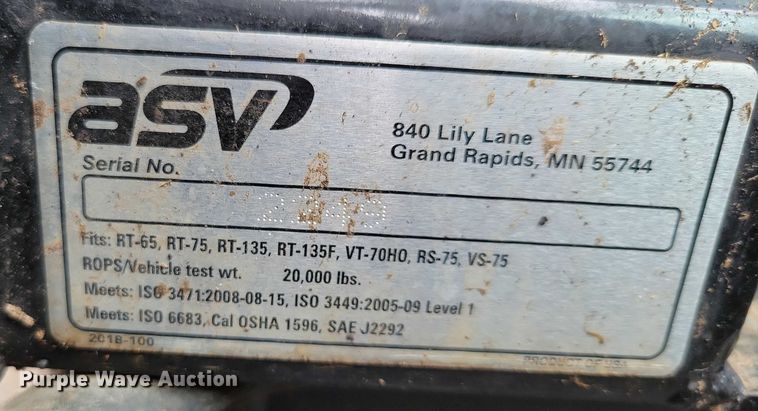 asv
840 Lily Lane
Grand Rapids, MN 55744
Serial No.
Fits: RT-65, RT-75, RT-135, RT-135F, VT-70HO, RS-75, VS-75
ROPS/Vehicle test wt. 20,000 lbs.
Meets: ISO 3471:2008-08-15, ISO 3449:2005-09 Level 1
Meets: ISO 6683, Cal OSHA 1596, SAE J2292
2018-100
PRODUCT OF USA
Purple Wave Auction